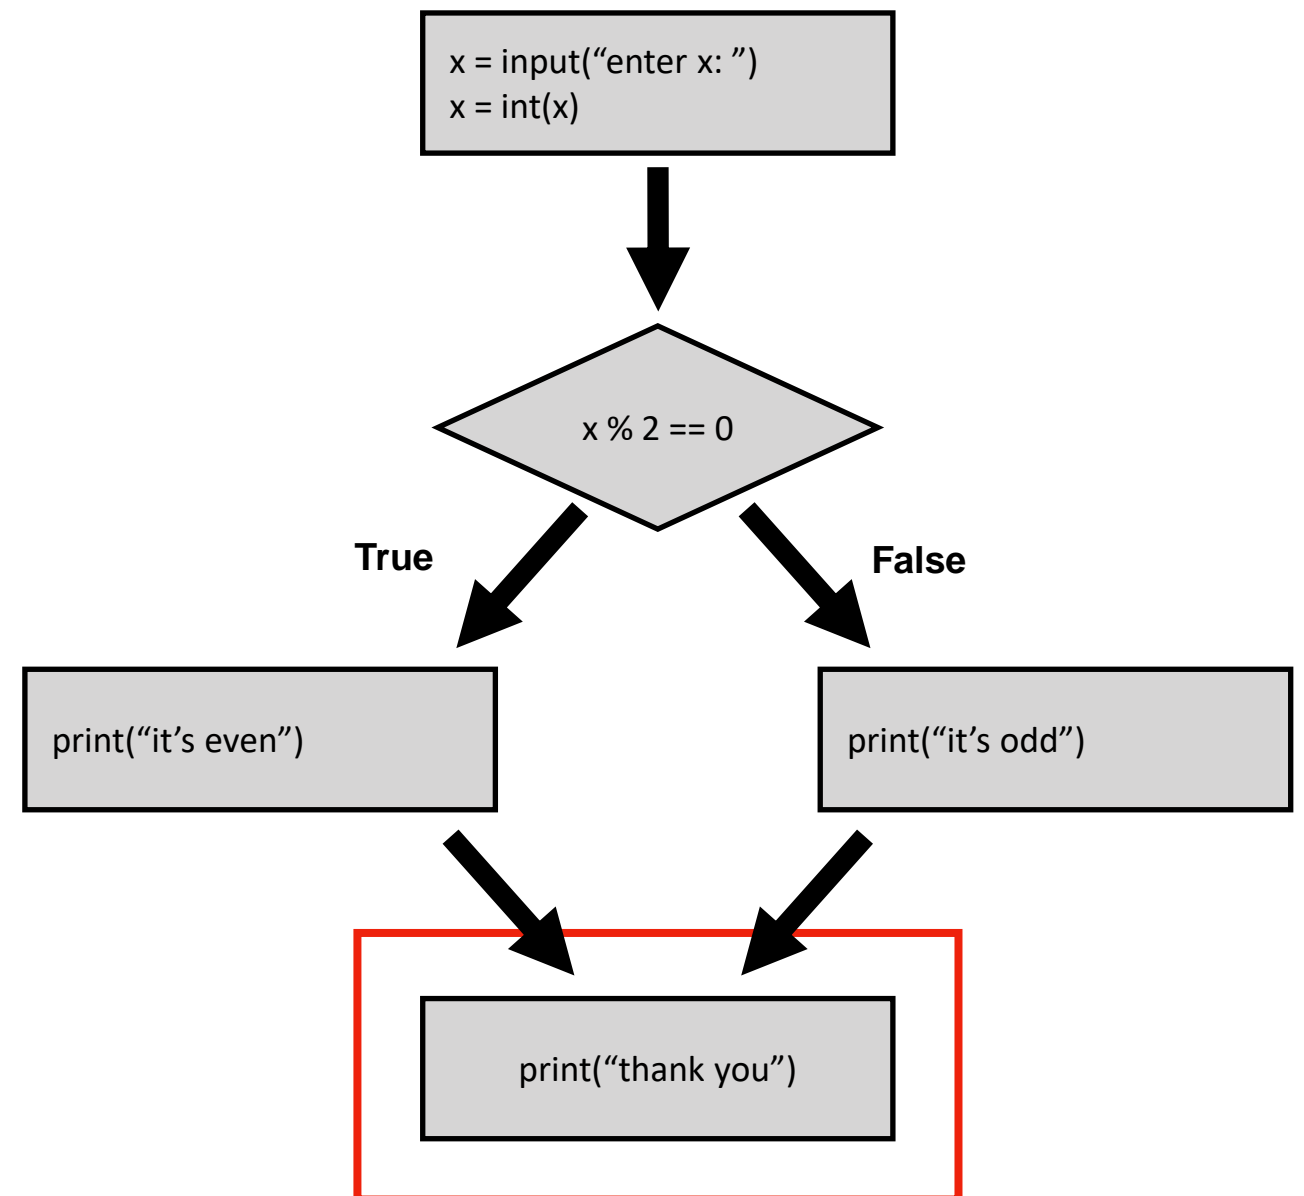 x = input(“enter x: ”)
x = int(x)
x % 2 == 0
True
False
print(“it’s even”)
print(“it’s odd”)
print(“thank you”)